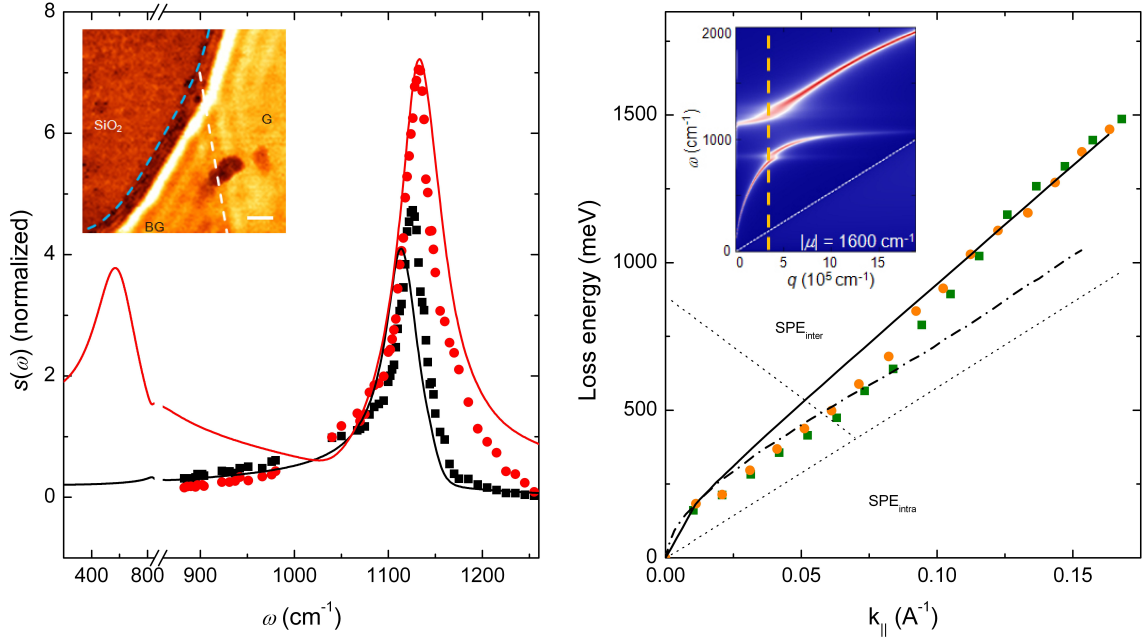 8
6
4
2
0
s(ω) (normalized)
400
800
900
1000
1100
1200
ω (cm⁻¹)
SiO₂
G
BG
1500
1000
500
0
Loss energy (meV)
0.00
0.05
0.10
0.15
k|| (A⁻¹)
SPE_inter
SPE_intra
2000
1000
0
ω (cm⁻¹)
|μ| = 1600 cm⁻¹
0
5
10
15
q (10⁵ cm⁻¹)